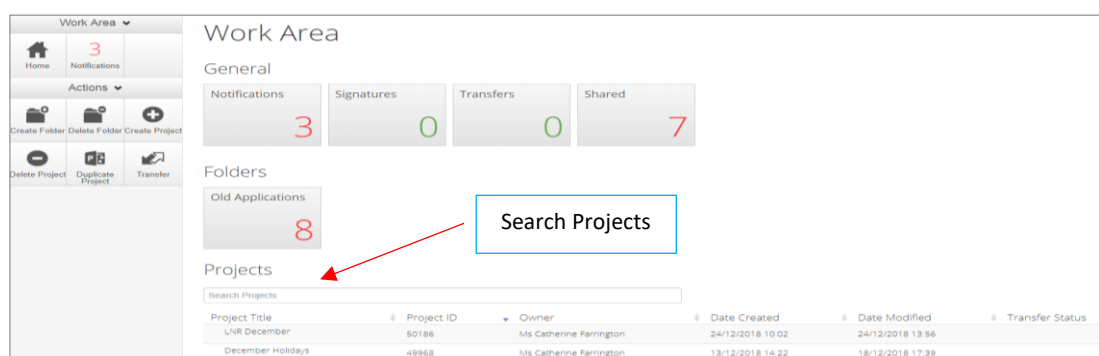 Work Area
3
Home Notifications
Actions
Create Folder Delete Folder Create Project
Delete Project Duplicate Project Transfer
Work Area
General
Notifications Signatures Transfers Shared
3 0 0 7
Folders
Old Applications
8
Search Projects
Projects
Search Projects
Project Title Project ID Owner Date Created Date Modified Transfer Status
LNR December 50186 Ms Catherine Farrington 24/12/2018 10:02 24/12/2018 13:56
December Holidays 49968 Ms Catherine Farrington 13/12/2018 14:22 18/12/2018 17:39